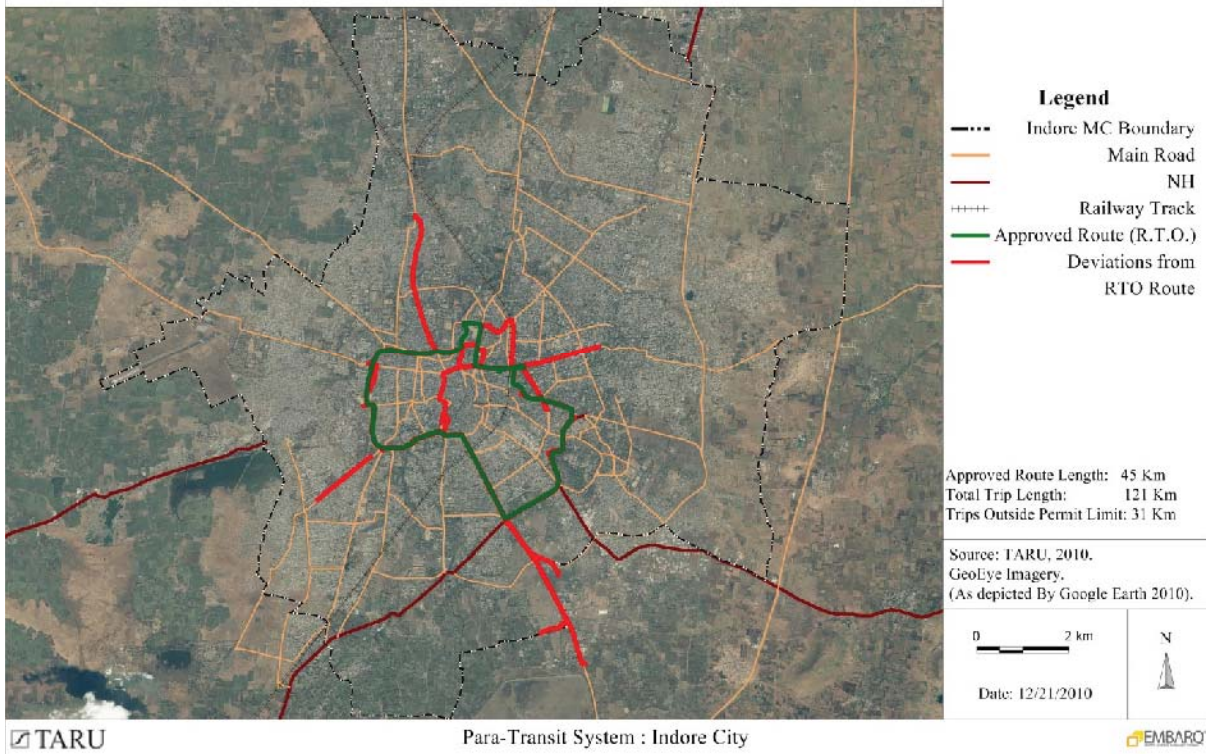 Legend
Indore MC Boundary
Main Road
NH
Railway Track
Approved Route (R.T.O.)
Deviations from
RTO Route
Approved Route Length: 45 Km
Total Trip Length: 121 Km
Trips Outside Permit Limit: 31 Km
Source: TARU, 2010.
GeoEye Imagery.
(As depicted By Google Earth 2010).
0 2 km
N
Date: 12/21/2010
TARU
Para-Transit System : Indore City
EMBARQ